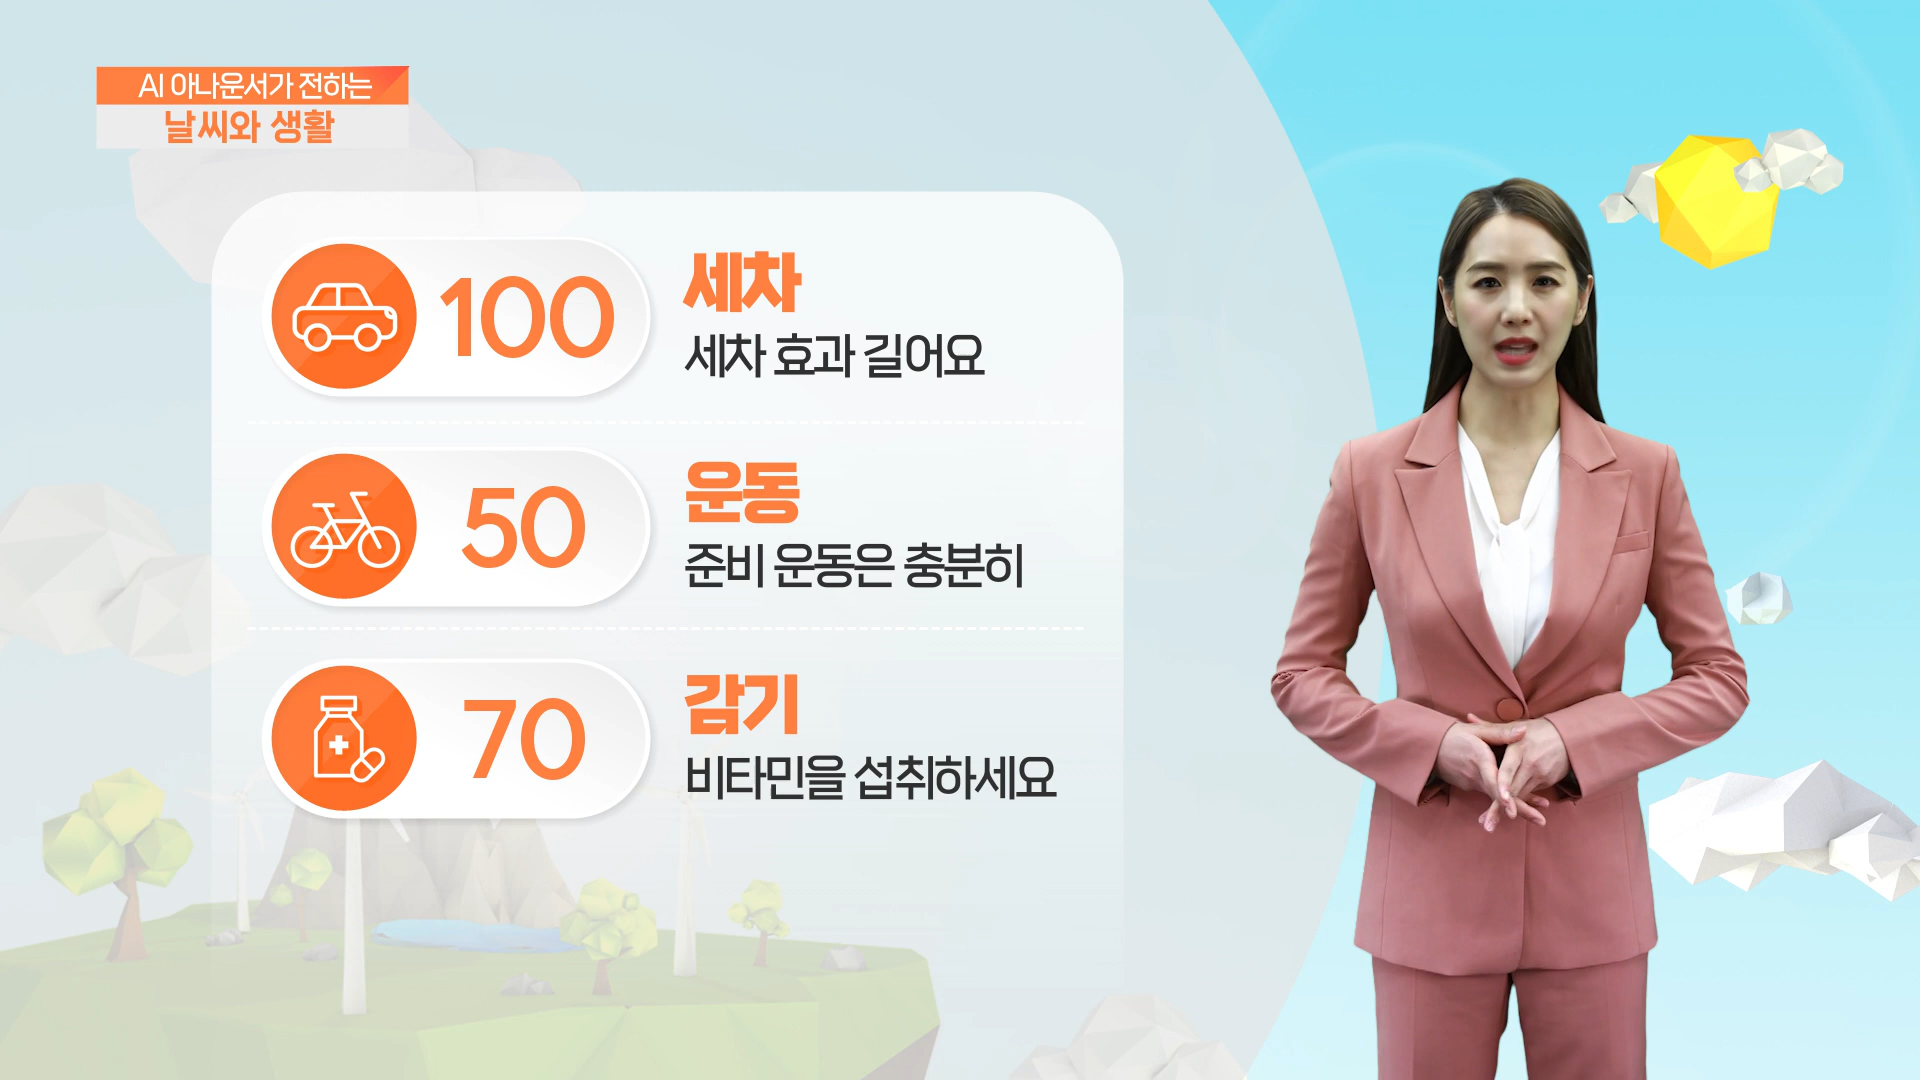 AI 아나운서가 전하는
날씨와 생활
100
세차
세차 효과 길어요
50
운동
준비 운동은 충분히
70
감기
비타민을 섭취하세요